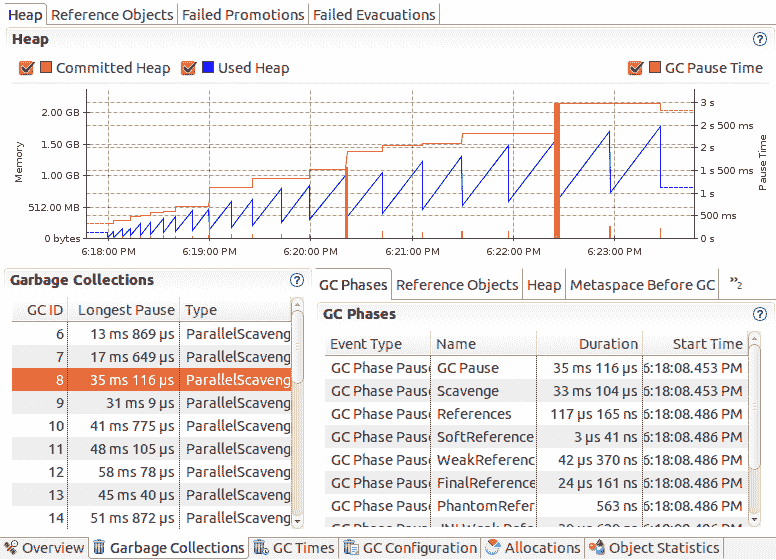 Heap Reference Objects Failed Promotions Failed Evacuations
Heap
Committed Heap Used Heap GC Pause Time
Memory
2.00 GB
1.50 GB
1.00 GB
512.00 MB
0 bytes
3 s
2 s 500 ms
2 s
1 s 500 ms
1 s
500 ms
0 s
Pause Time
6:18:00 PM 6:19:00 PM 6:20:00 PM 6:21:00 PM 6:22:00 PM 6:23:00 PM
Garbage Collections
GC ID Longest Pause Type
6 13 ms 869 µs ParallelScaveng
7 17 ms 649 µs ParallelScaveng
8 35 ms 116 µs ParallelScaveng
9 31 ms 9 µs ParallelScaveng
10 41 ms 775 µs ParallelScaveng
11 48 ms 105 µs ParallelScaveng
12 58 ms 78 µs ParallelScaveng
13 45 ms 40 µs ParallelScaveng
14 51 ms 872 µs ParallelScaveng
GC Phases Reference Objects Heap Metaspace Before GC »2
GC Phases
Event Type Name Duration Start Time
GC Phase Paus GC Pause 35 ms 116 µs 6:18:08.453 PM
GC Phase Paus Scavenge 33 ms 104 µs 6:18:08.453 PM
GC Phase Paus References 117 µs 165 ns 6:18:08.486 PM
GC Phase Paus SoftReference 3 µs 41 ns 6:18:08.486 PM
GC Phase Paus WeakReferenc 42 µs 370 ns 6:18:08.486 PM
GC Phase Paus FinalReference 24 µs 161 ns 6:18:08.486 PM
GC Phase Paus PhantomRefer 563 ns 6:18:08.486 PM
Overview Garbage Collections GC Times GC Configuration Allocations Object Statistics